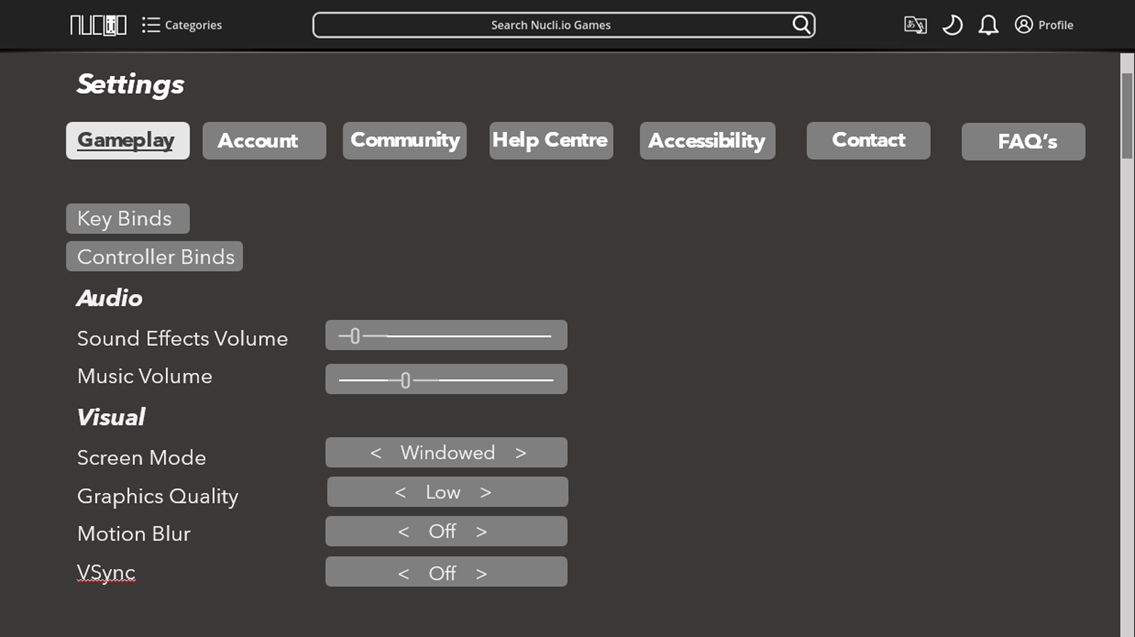 NUCLiO
Categories
Search Nucli.io Games
Profile
Settings
Gameplay
Account
Community
Help Centre
Accessibility
Contact
FAQ's
Key Binds
Controller Binds
Audio
Sound Effects Volume
Music Volume
Visual
Screen Mode
< Windowed >
Graphics Quality
< Low >
Motion Blur
< Off >
VSync
< Off >